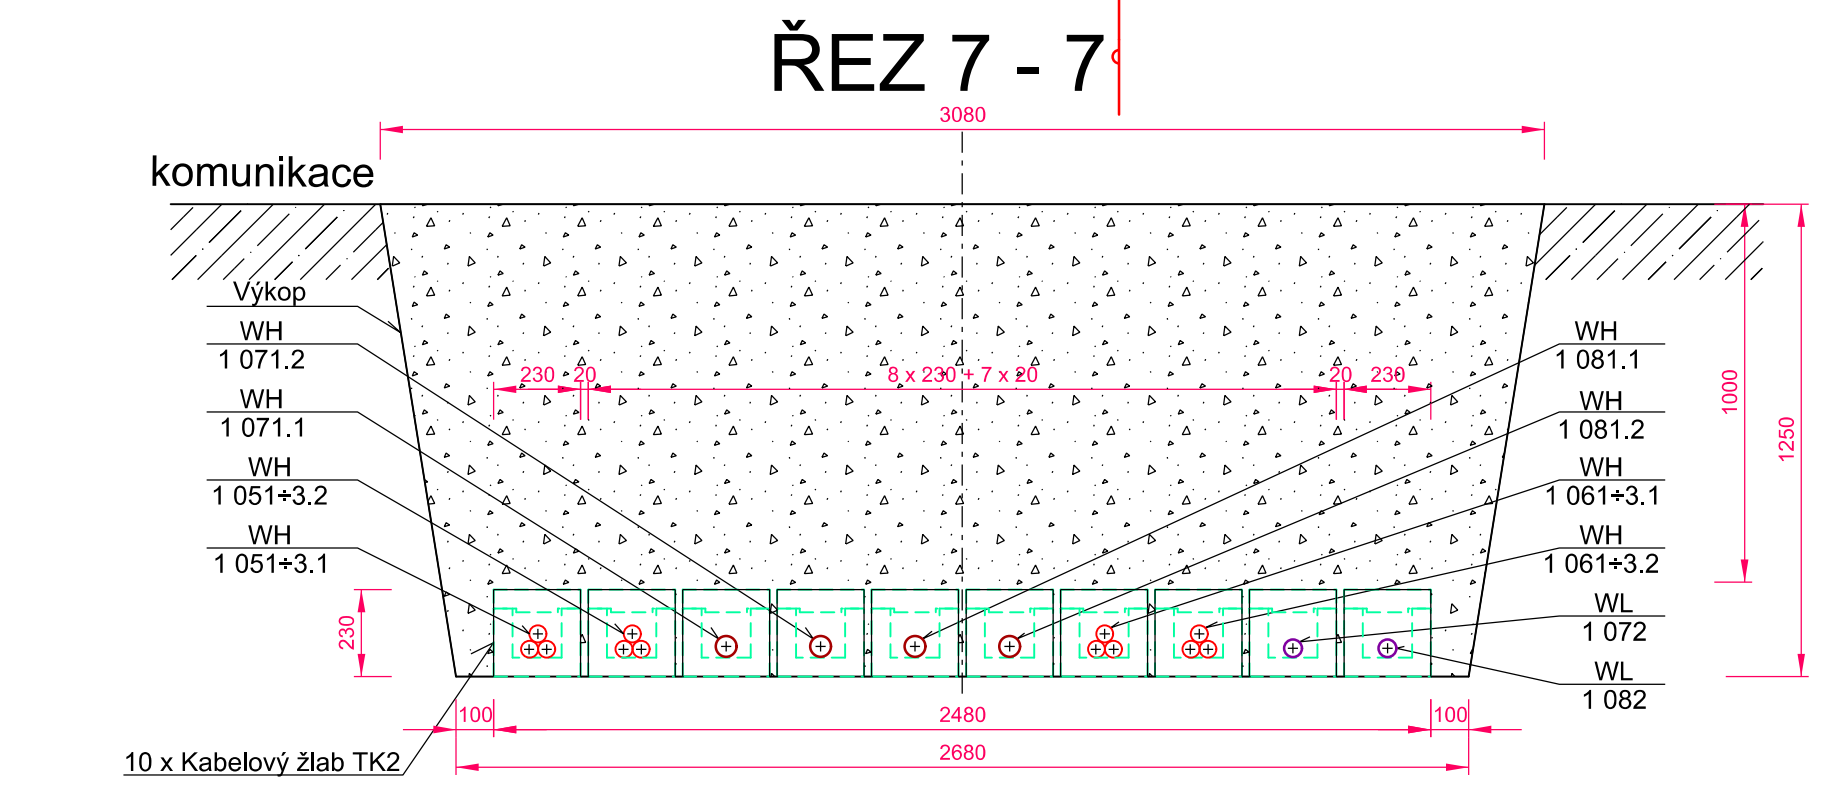 ŘEZ 7 - 7
3080
komunikace
Výkop
WH
1 071.2
WH
1 071.1
WH
1 051÷3.2
WH
1 051÷3.1
230
20
8 x 230 + 7 x 20
20
230
WH
1 081.1
WH
1 081.2
WH
1 061÷3.1
WH
1 061÷3.2
WL
1 072
WL
1 082
1000
1250
230
100
2480
100
2680
10 x Kabelový žlab TK2